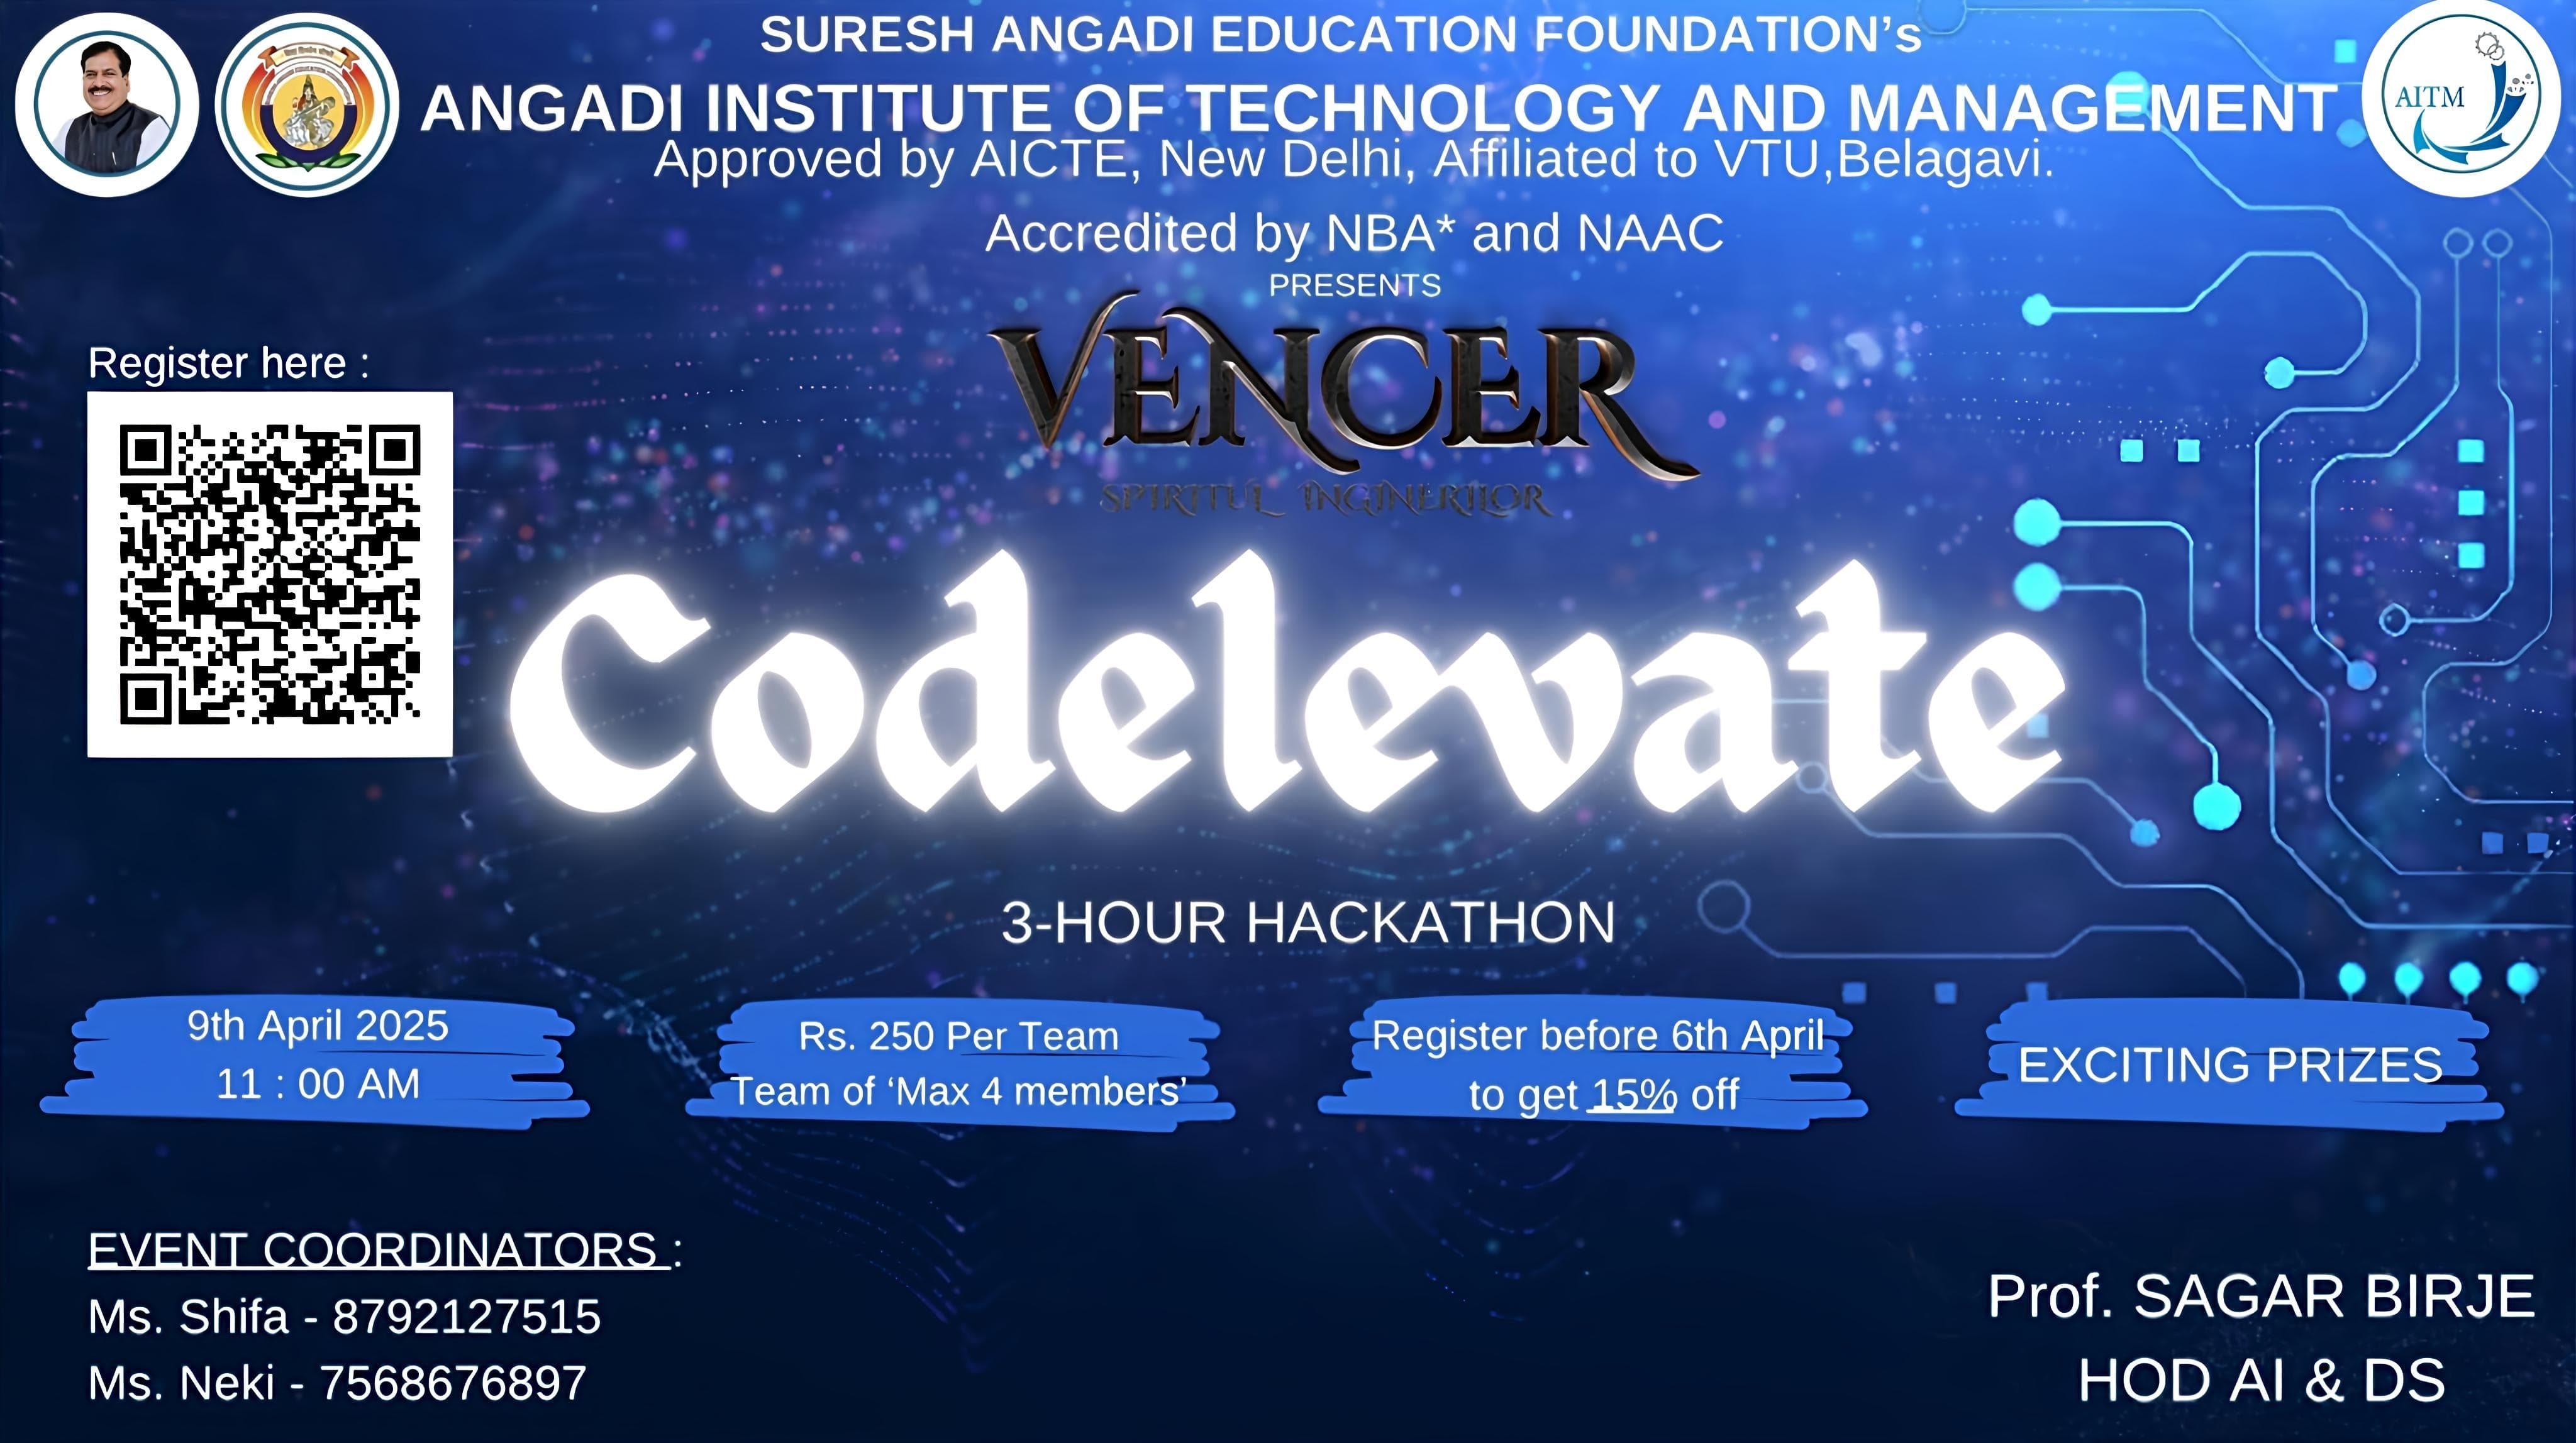 SURESH ANGADI EDUCATION FOUNDATION’s
ANGADI INSTITUTE OF TECHNOLOGY AND MANAGEMENT
Approved by AICTE, New Delhi, Affiliated to VTU,Belagavi.
Accredited by NBA* and NAAC
PRESENTS
AITM
VENCER
SPIRITUL INGINERILOR
Register here :
Codelevate
3-HOUR HACKATHON
9th April 2025
11 : 00 AM
Rs. 250 Per Team
Team of ‘Max 4 members’
Register before 6th April
to get 15% off
EXCITING PRIZES
EVENT COORDINATORS :
Ms. Shifa - 8792127515
Ms. Neki - 7568676897
Prof. SAGAR BIRJE
HOD AI & DS